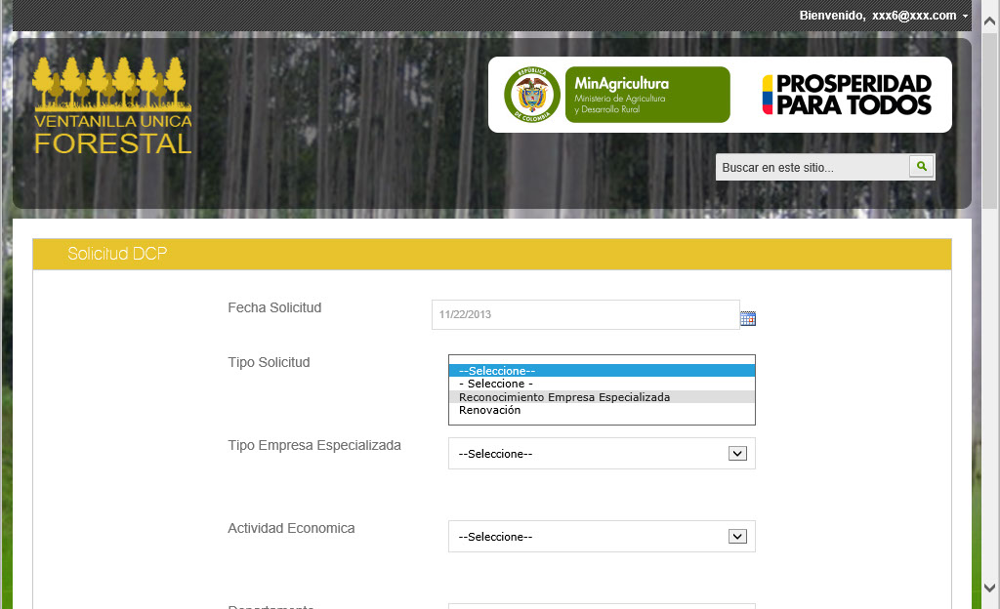 Bienvenido, xxx6@xxx.com
VENTANILLA UNICA
FORESTAL
REPÚBLICA
DE COLOMBIA
MinAgricultura
Ministerio de Agricultura
y Desarrollo Rural
PROSPERIDAD
PARA TODOS
Buscar en este sitio...
Solicitud DCP
Fecha Solicitud
11/22/2013
Tipo Solicitud
--Seleccione--
- Seleccione -
Reconocimiento Empresa Especializada
Renovación
Tipo Empresa Especializada
--Seleccione--
Actividad Economica
--Seleccione--
Departamento